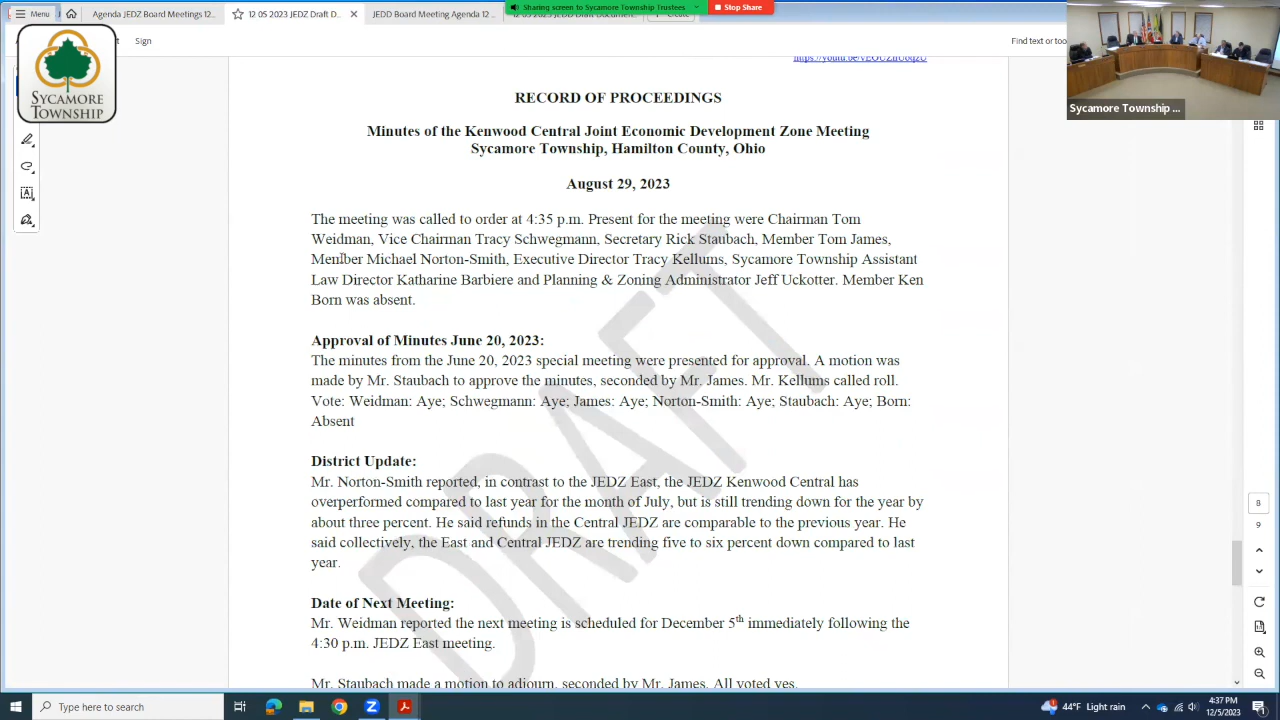 Menu
Agenda JEDZ Board Meetings 12...
12 05 2023 JEDZ Draft D...
JEDD Board Meeting Agenda 12 ...
12 05 2023 JEDD Draft Documen...
Create
Sharing screen to Sycamore Township Trustees
Stop Share
Sign
Find text or too
SYCAMORE
TOWNSHIP
Sycamore Township ...
RECORD OF PROCEEDINGS
Minutes of the Kenwood Central Joint Economic Development Zone Meeting
Sycamore Township, Hamilton County, Ohio
August 29, 2023
The meeting was called to order at 4:35 p.m. Present for the meeting were Chairman Tom
Weidman, Vice Chairman Tracy Schwegmann, Secretary Rick Staubach, Member Tom James,
Member Michael Norton-Smith, Executive Director Tracy Kellums, Sycamore Township Assistant
Law Director Katharine Barbiere and Planning & Zoning Administrator Jeff Uckotter. Member Ken
Born was absent.
Approval of Minutes June 20, 2023:
The minutes from the June 20, 2023 special meeting were presented for approval. A motion was
made by Mr. Staubach to approve the minutes, seconded by Mr. James. Mr. Kellums called roll.
Vote: Weidman: Aye; Schwegmann: Aye; James: Aye; Norton-Smith: Aye; Staubach: Aye; Born:
Absent
District Update:
Mr. Norton-Smith reported, in contrast to the JEDZ East, the JEDZ Kenwood Central has
overperformed compared to last year for the month of July, but is still trending down for the year by
about three percent. He said refunds in the Central JEDZ are comparable to the previous year. He
said collectively, the East and Central JEDZ are trending five to six percent down compared to last
year.
Date of Next Meeting:
Mr. Weidman reported the next meeting is scheduled for December 5th immediately following the
4:30 p.m. JEDZ East meeting.
Mr. Staubach made a motion to adjourn, seconded by Mr. James. All voted yes.
DRAFT
8
9
Type here to search
44°F Light rain
4:37 PM
12/5/2023